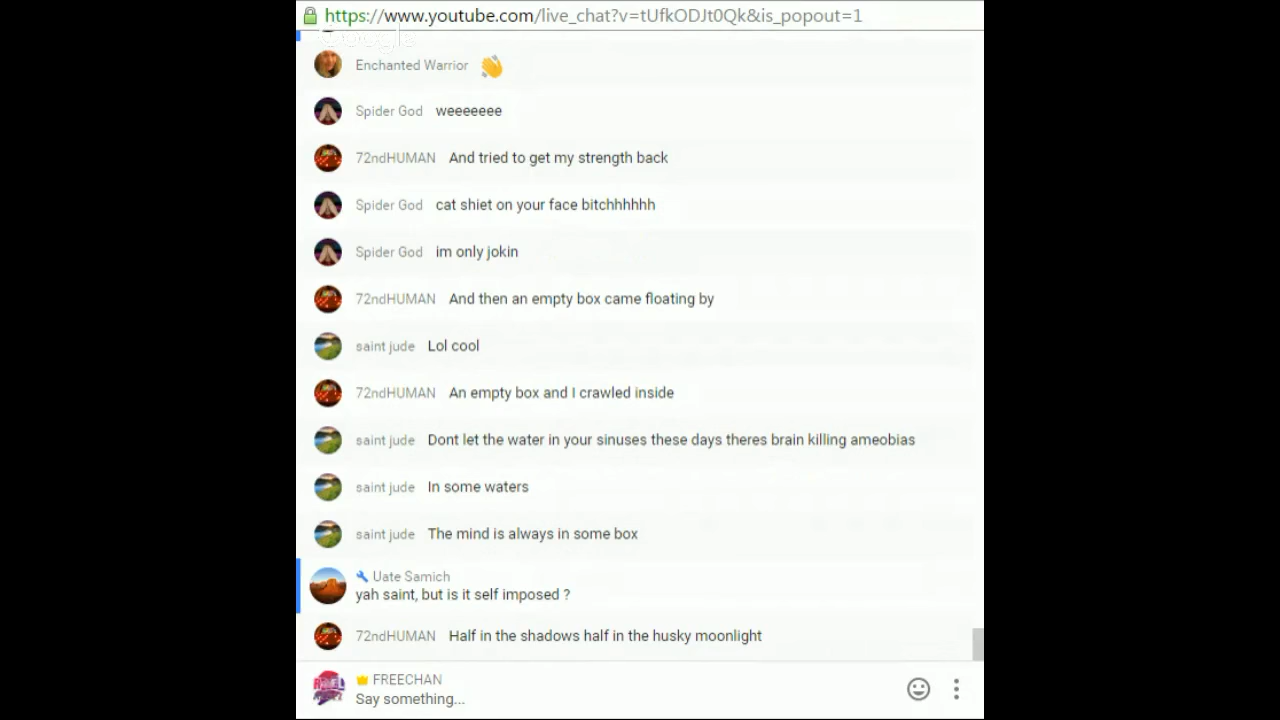 https://www.youtube.com/live_chat?v=tUfkODJt0Qk&is_popout=1
Google
Enchanted Warrior
Spider God weeeeeee
72ndHUMAN And tried to get my strength back
Spider God cat shiet on your face bitchhhhhh
Spider God im only jokin
72ndHUMAN And then an empty box came floating by
saint jude Lol cool
72ndHUMAN An empty box and I crawled inside
saint jude Dont let the water in your sinuses these days theres brain killing ameobias
saint jude In some waters
saint jude The mind is always in some box
Uate Samich
yah saint, but is it self imposed ?
72ndHUMAN Half in the shadows half in the husky moonlight
FREECHAN
Say something...